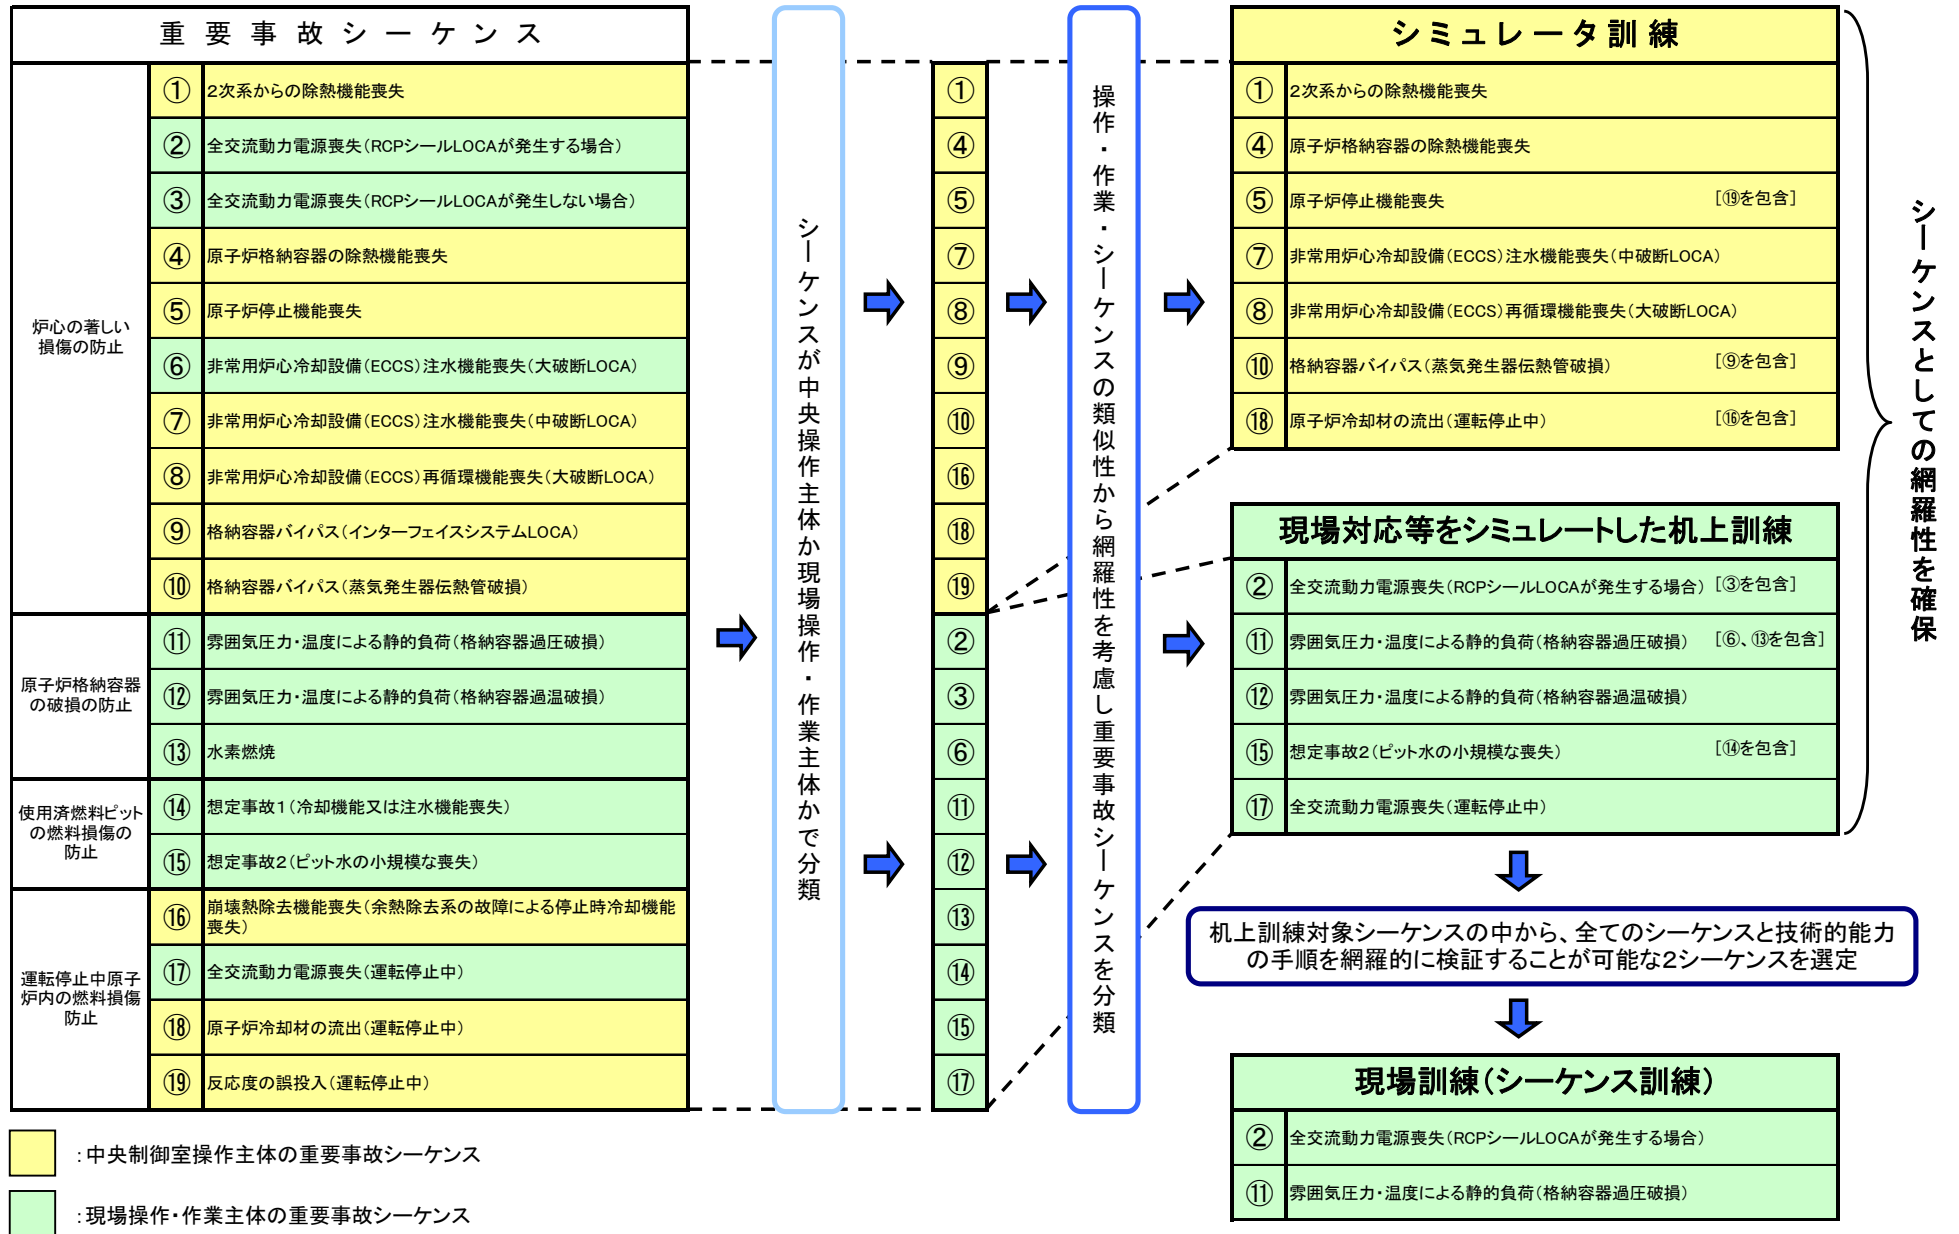 重要事故シーケンス
炉心の著しい
損傷の防止
① 2次系からの除熱機能喪失
② 全交流動力電源喪失(RCPシールLOCAが発生する場合)
③ 全交流動力電源喪失(RCPシールLOCAが発生しない場合)
④ 原子炉格納容器の除熱機能喪失
⑤ 原子炉停止機能喪失
⑥ 非常用炉心冷却設備(ECCS)注水機能喪失(大破断LOCA)
⑦ 非常用炉心冷却設備(ECCS)注水機能喪失(中破断LOCA)
⑧ 非常用炉心冷却設備(ECCS)再循環機能喪失(大破断LOCA)
⑨ 格納容器バイパス(インターフェイスシステムLOCA)
⑩ 格納容器バイパス(蒸気発生器伝熱管破損)
原子炉格納容器
の破損の防止
⑪ 雰囲気圧力・温度による静的負荷(格納容器過圧破損)
⑫ 雰囲気圧力・温度による静的負荷(格納容器過温破損)
⑬ 水素燃焼
使用済燃料ピット
の燃料損傷の
防止
⑭ 想定事故1(冷却機能又は注水機能喪失)
⑮ 想定事故2(ピット水の小規模な喪失)
運転停止中原子
炉内の燃料損傷
防止
⑯ 崩壊熱除去機能喪失(余熱除去系の故障による停止時冷却機能
喪失)
⑰ 全交流動力電源喪失(運転停止中)
⑱ 原子炉冷却材の流出(運転停止中)
⑲ 反応度の誤投入(運転停止中)
:中央制御室操作主体の重要事故シーケンス
:現場操作・作業主体の重要事故シーケンス
シーケンスが中央操作主体か現場操作・作業主体かで分類
①
④
⑤
⑦
⑧
⑨
⑩
⑯
⑱
⑲
②
③
⑥
⑪
⑫
⑬
⑭
⑮
⑰
操作・作業・シーケンスの類似性から網羅性を考慮し重要事故シーケンスを分類
シミュレータ訓練
① 2次系からの除熱機能喪失
④ 原子炉格納容器の除熱機能喪失
⑤ 原子炉停止機能喪失 [⑲を包含]
⑦ 非常用炉心冷却設備(ECCS)注水機能喪失(中破断LOCA)
⑧ 非常用炉心冷却設備(ECCS)再循環機能喪失(大破断LOCA)
⑩ 格納容器バイパス(蒸気発生器伝熱管破損) [⑨を包含]
⑱ 原子炉冷却材の流出(運転停止中) [⑯を包含]
現場対応等をシミュレートした机上訓練
② 全交流動力電源喪失(RCPシールLOCAが発生する場合) [③を包含]
⑪ 雰囲気圧力・温度による静的負荷(格納容器過圧破損) [⑥、⑬を包含]
⑫ 雰囲気圧力・温度による静的負荷(格納容器過温破損)
⑮ 想定事故2(ピット水の小規模な喪失) [⑭を包含]
⑰ 全交流動力電源喪失(運転停止中)
シーケンスとしての網羅性を確保
机上訓練対象シーケンスの中から、全てのシーケンスと技術的能力
の手順を網羅的に検証することが可能な2シーケンスを選定
現場訓練(シーケンス訓練)
② 全交流動力電源喪失(RCPシールLOCAが発生する場合)
⑪ 雰囲気圧力・温度による静的負荷(格納容器過圧破損)